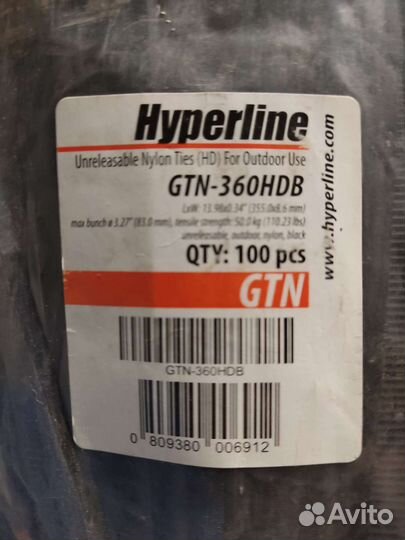 Hyperline
Unreleasable Nylon Ties (HD) For Outdoor Use
GTN-360HDB
LxW: 13.98x0.34" (355.0x8.6 mm)
max bunch ø 3.27" (83.0 mm), tensile strength: 50.0 kg (110.23 lbs)
unreleasable, outdoor, nylon, black
QTY: 100 pcs
GTN
www.hyperline.com
GTN-360HDB
0 809380 006912
Avito